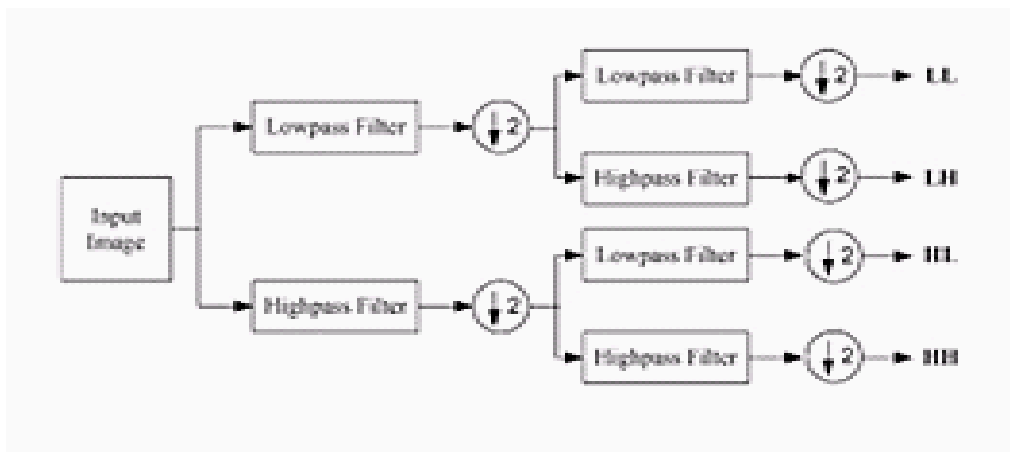 Lowpass Filter
↓2
LL
Lowpass Filter
↓2
Highpass Filter
↓2
LH
Input
Image
Lowpass Filter
↓2
HL
Highpass Filter
↓2
Highpass Filter
↓2
HH